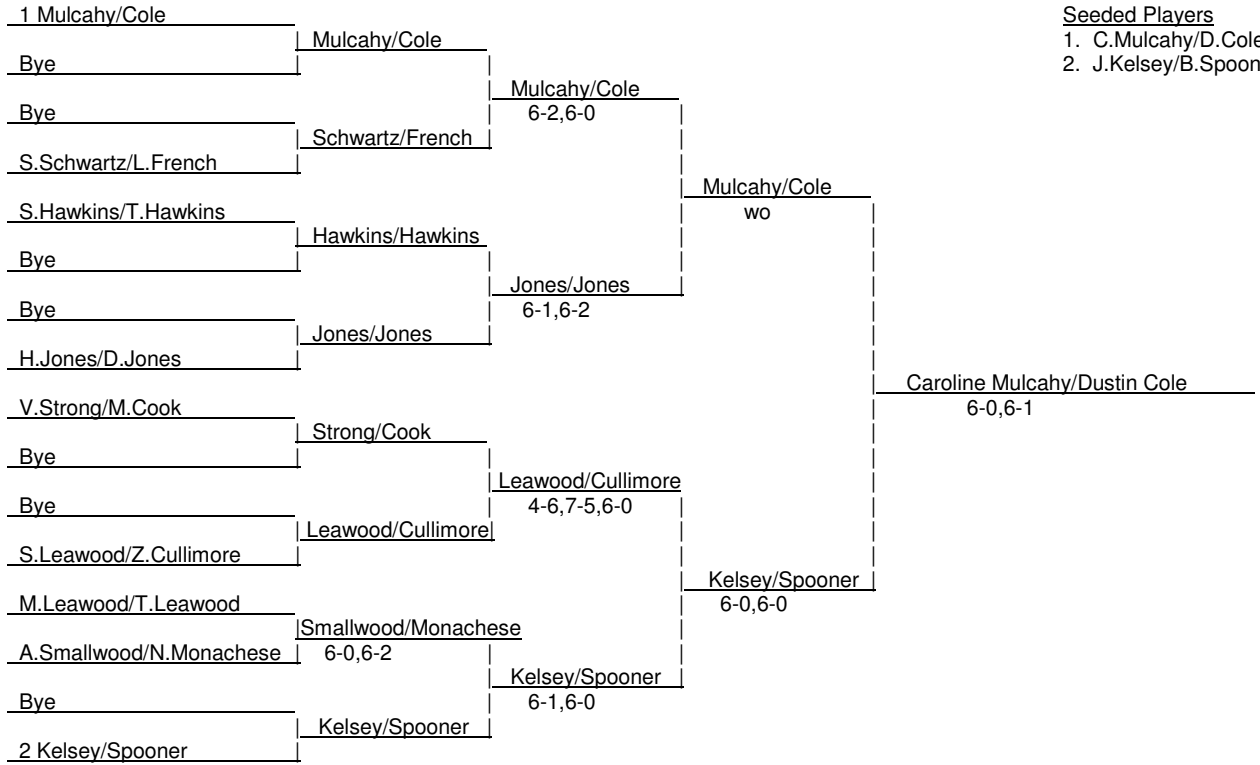 1 Mulcahy/Cole
Seeded Players
Mulcahy/Cole
1. C.Mulcahy/D.Cole
Bye
2. J.Kelsey/B.Spoon
Mulcahy/Cole
Bye
6-2,6-0
Schwartz/French
S.Schwartz/L.French
Mulcahy/Cole
S.Hawkins/T.Hawkins
wo
Hawkins/Hawkins
Bye
Jones/Jones
Bye
6-1,6-2
Jones/Jones
H.Jones/D.Jones
Caroline Mulcahy/Dustin Cole
V.Strong/M.Cook
6-0,6-1
Strong/Cook
Bye
Leawood/Cullimore
Bye
4-6,7-5,6-0
Leawood/Cullimore
S.Leawood/Z.Cullimore
Kelsey/Spooner
M.Leawood/T.Leawood
6-0,6-0
Smallwood/Monachese
A.Smallwood/N.Monachese
6-0,6-2
Kelsey/Spooner
Bye
6-1,6-0
Kelsey/Spooner
2 Kelsey/Spooner